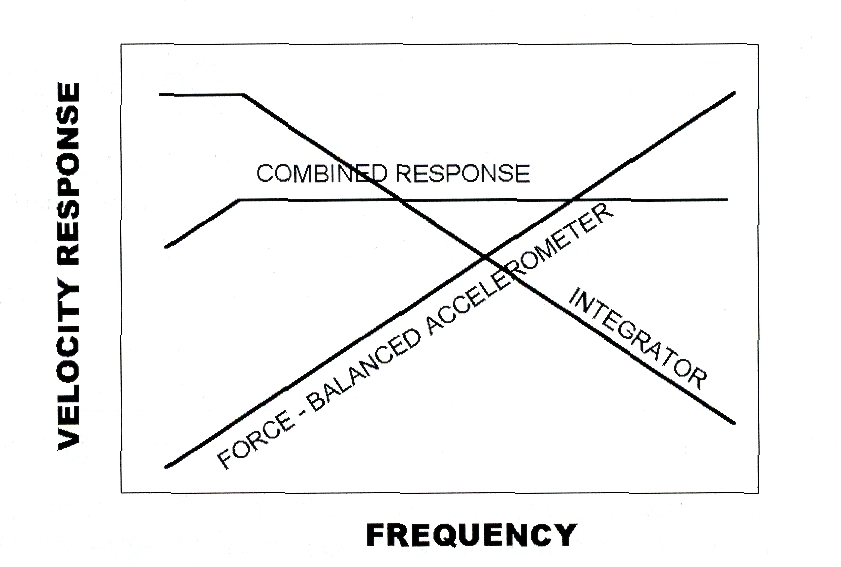 VELOCITY RESPONSE
COMBINED RESPONSE
FORCE - BALANCED ACCELEROMETER
INTEGRATOR
FREQUENCY